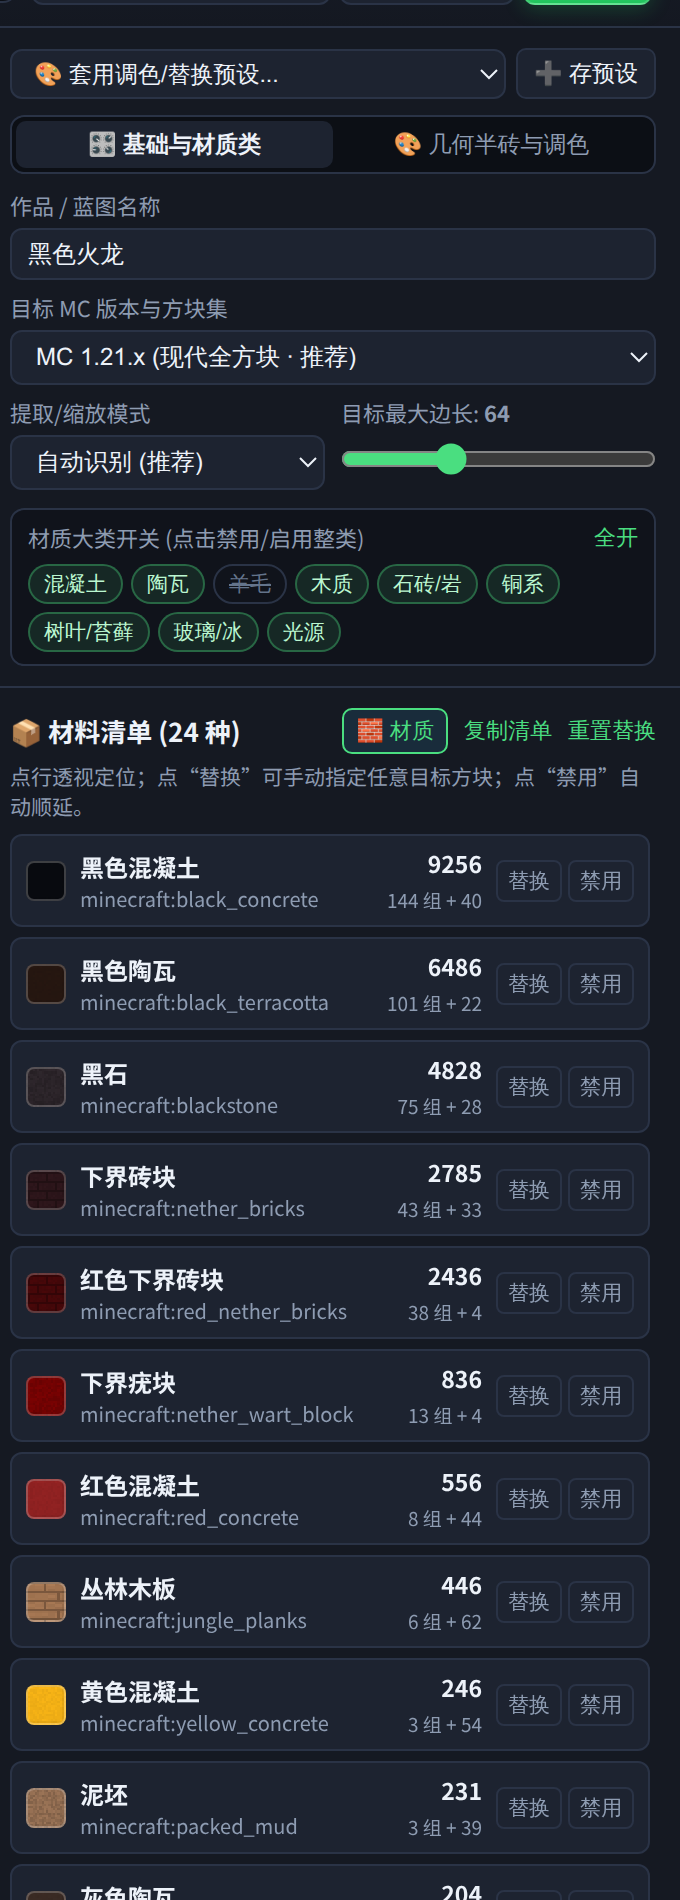 🎨 套用调色/替换预设...
➕ 存预设
🎛️ 基础与材质类
🎨 几何半砖与调色
作品 / 蓝图名称
黑色火龙
目标 MC 版本与方块集
MC 1.21.x (现代全方块 · 推荐)
提取/缩放模式
目标最大边长: 64
自动识别 (推荐)
材质大类开关 (点击禁用/启用整类)
全开
混凝土 陶瓦 羊毛 木质 石砖/岩 铜系
树叶/苔藓 玻璃/冰 光源
📦 材料清单 (24 种)
🧱 材质 复制清单 重置替换
点行透视定位；点“替换”可手动指定任意目标方块；点“禁用”自
动顺延。
黑色混凝土 9256 替换 禁用
minecraft:black_concrete 144 组 + 40
黑色陶瓦 6486 替换 禁用
minecraft:black_terracotta 101 组 + 22
黑石 4828 替换 禁用
minecraft:blackstone 75 组 + 28
下界砖块 2785 替换 禁用
minecraft:nether_bricks 43 组 + 33
红色下界砖块 2436 替换 禁用
minecraft:red_nether_bricks 38 组 + 4
下界疣块 836 替换 禁用
minecraft:nether_wart_block 13 组 + 4
红色混凝土 556 替换 禁用
minecraft:red_concrete 8 组 + 44
丛林木板 446 替换 禁用
minecraft:jungle_planks 6 组 + 62
黄色混凝土 246 替换 禁用
minecraft:yellow_concrete 3 组 + 54
泥坯 231 替换 禁用
minecraft:packed_mud 3 组 + 39
灰色陶瓦 204